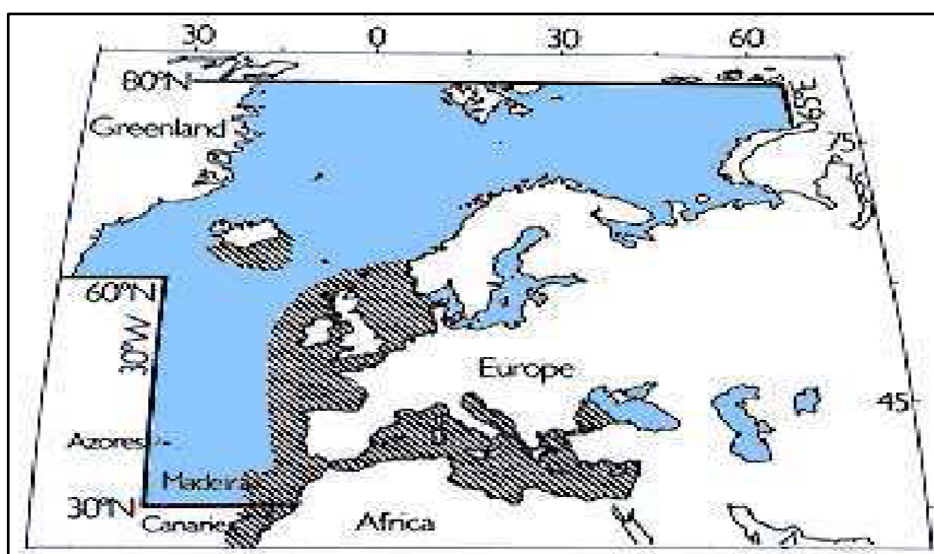 30 0 30 60
80°N
65°E
Greenland
75
60°N
30°W
Europe
45
Azores
Madeira
30°N
Canaries
Africa